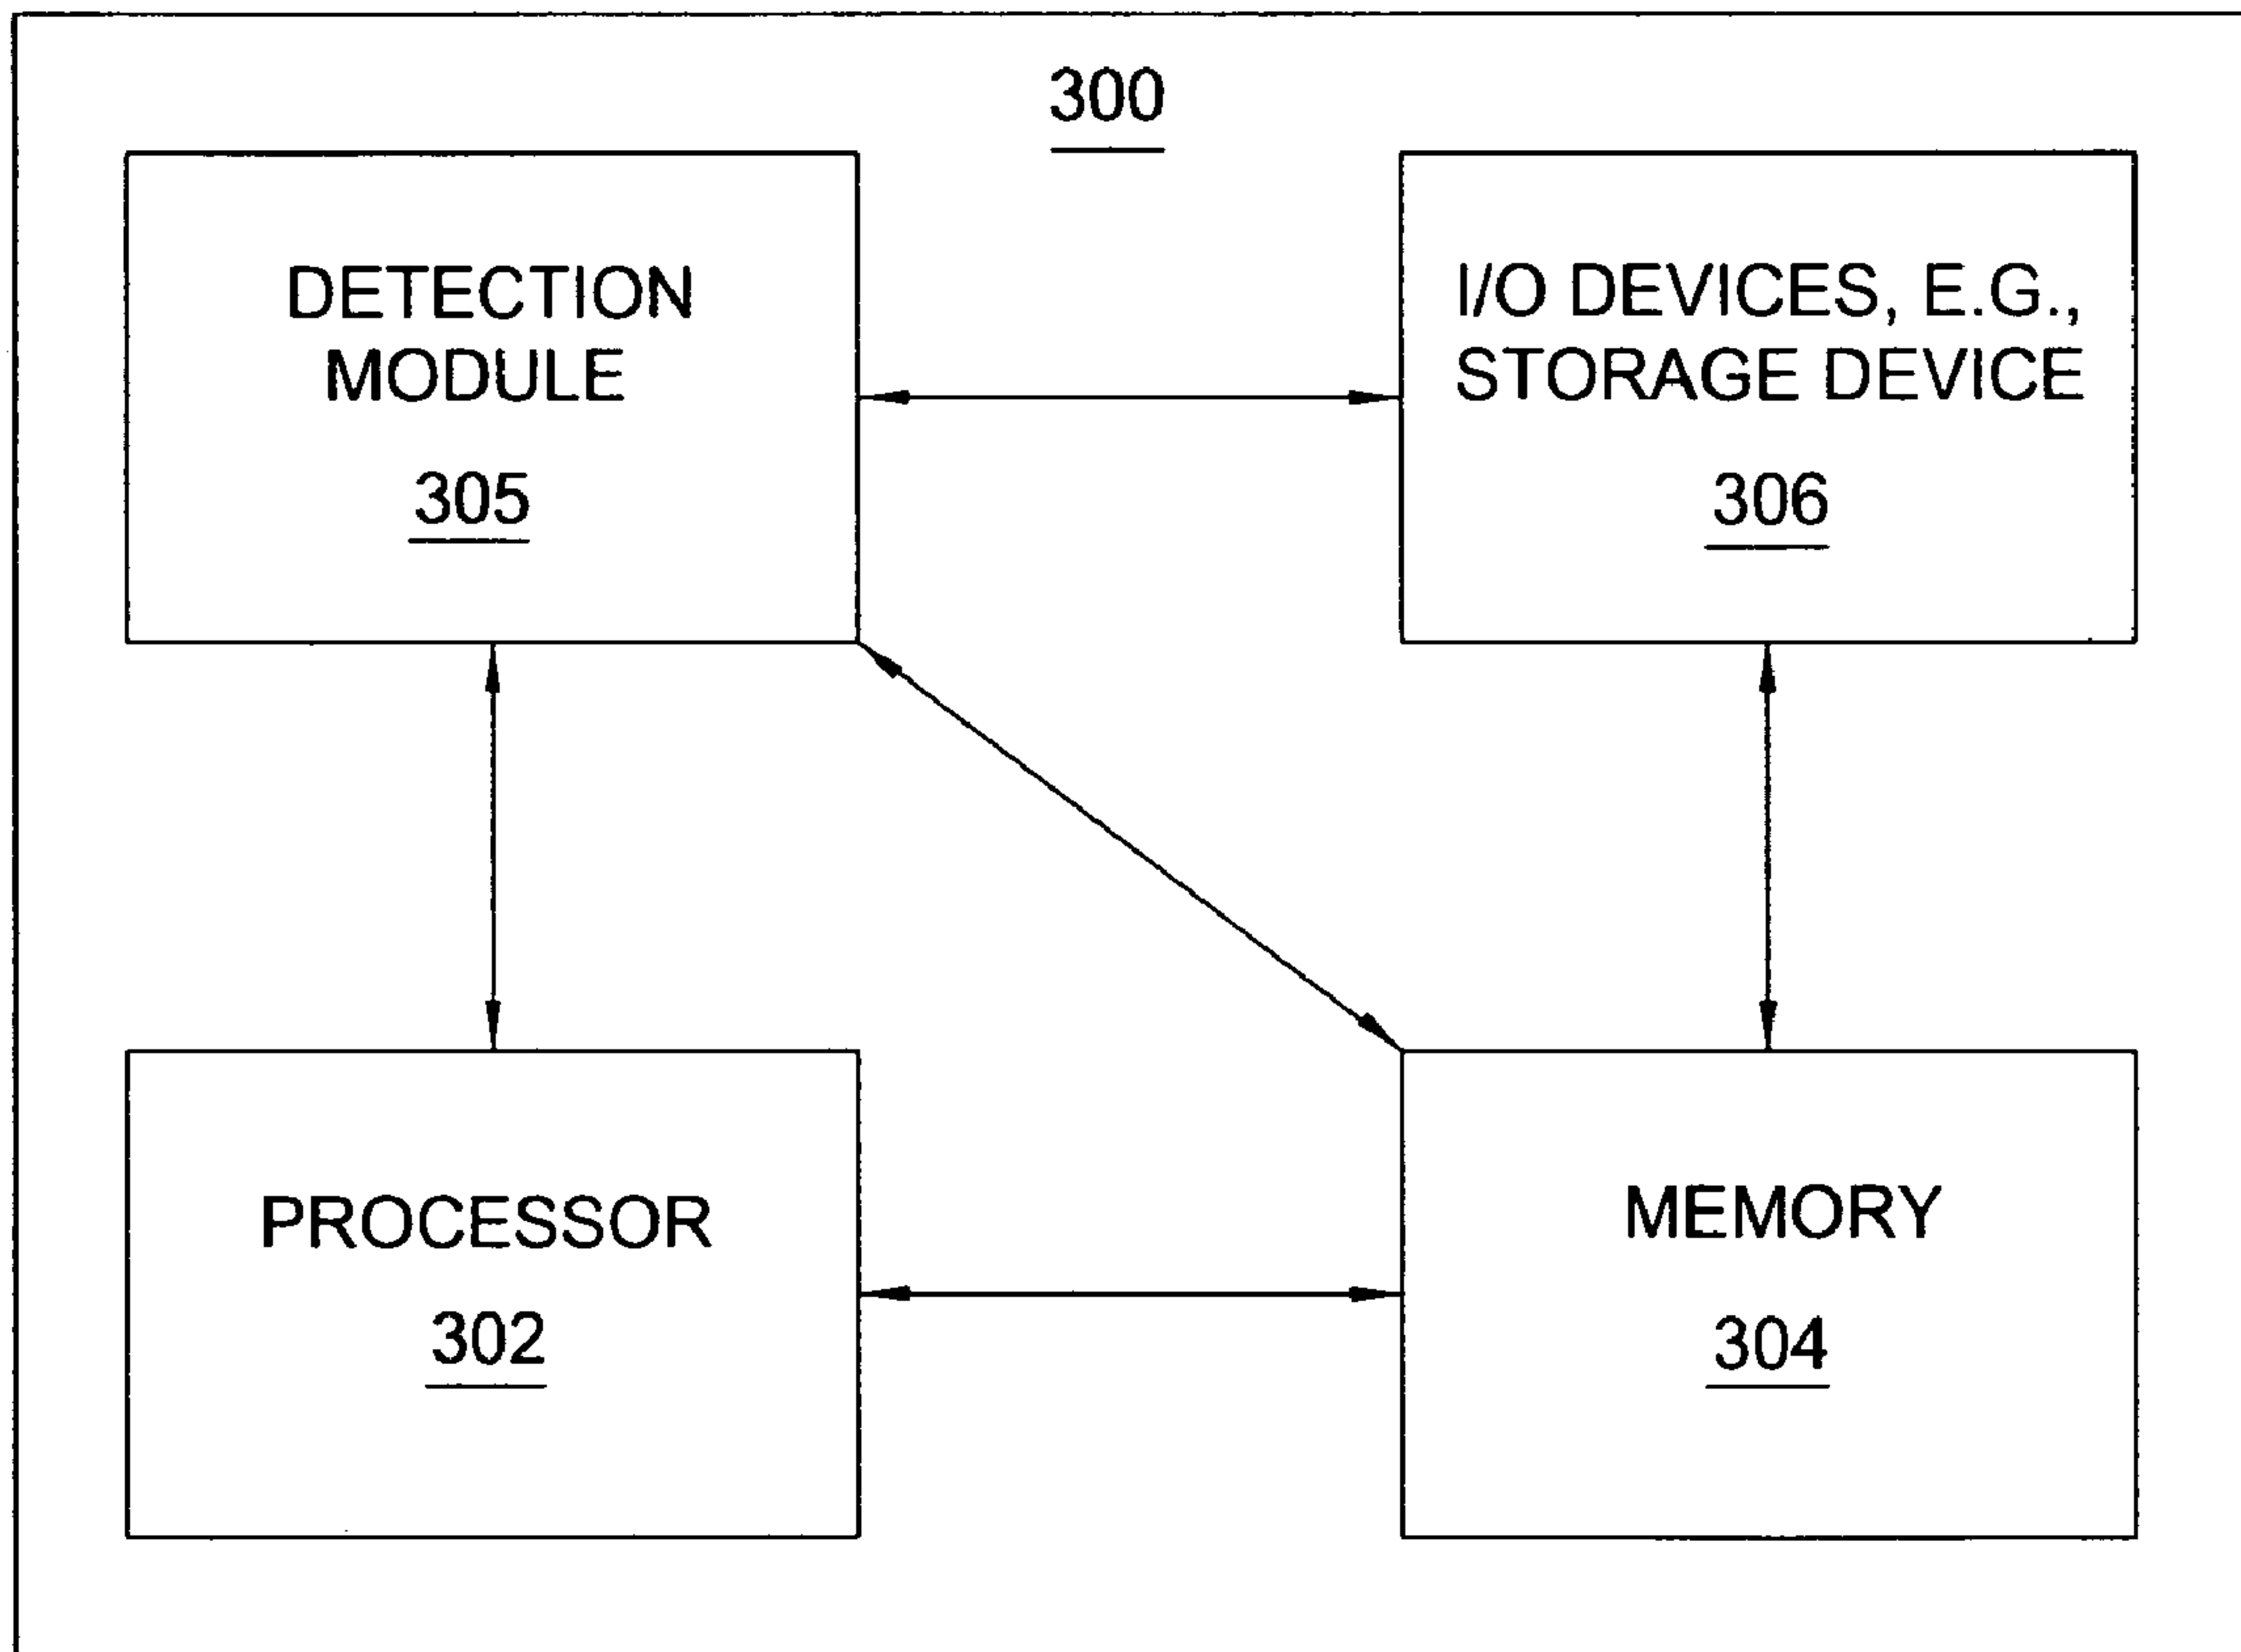 300
DETECTION
MODULE
305
I/O DEVICES, E.G.,
STORAGE DEVICE
306
PROCESSOR
302
MEMORY
304